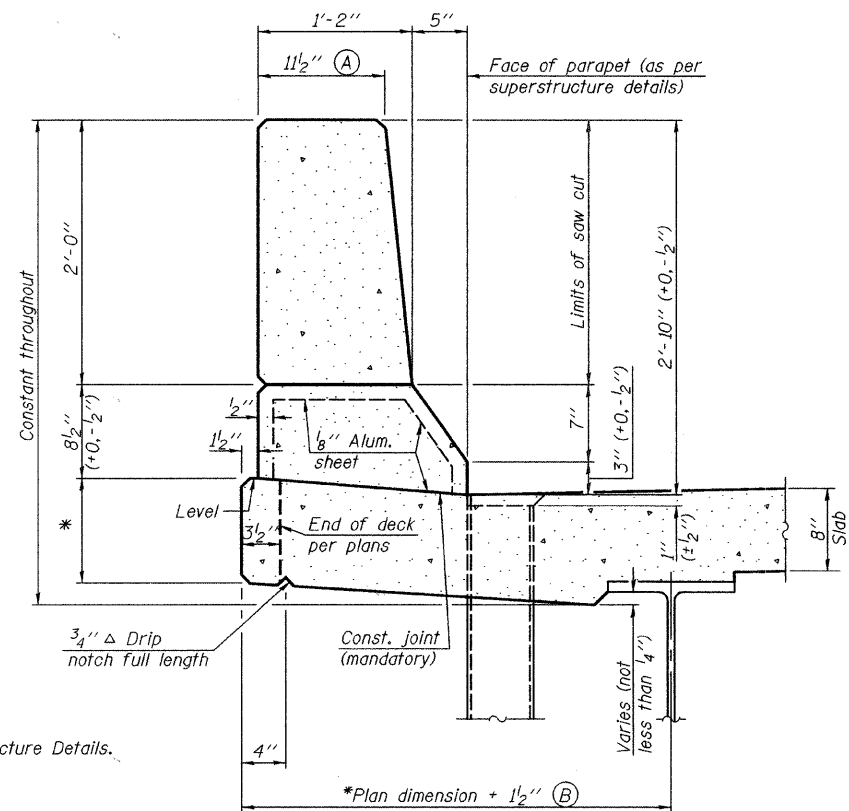 1'-2"
5"
11½" (A)
Face of parapet (as per
superstructure details)
Constant throughout
2'-0"
8½"
(+0,-½")
*
Limits of saw cut
7"
3" (+0,-½")
2'-10" (+0,-½")
½"
1½"
⅛" Alum.
sheet
Level
3½"
End of deck
per plans
1"
(±½")
8"
Slab
¾" △ Drip
notch full length
Const. joint
(mandatory)
Varies (not
less than ¼")
cture Details.
4"
*Plan dimension + 1½" (B)